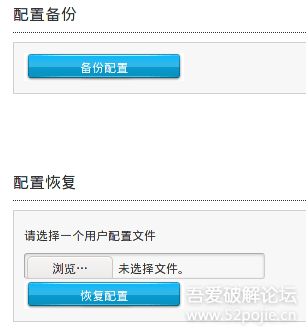 配置备份
备份配置
配置恢复
请选择一个用户配置文件
浏览… 未选择文件。
恢复配置
吾爱破解论坛
www.52pojie.cn